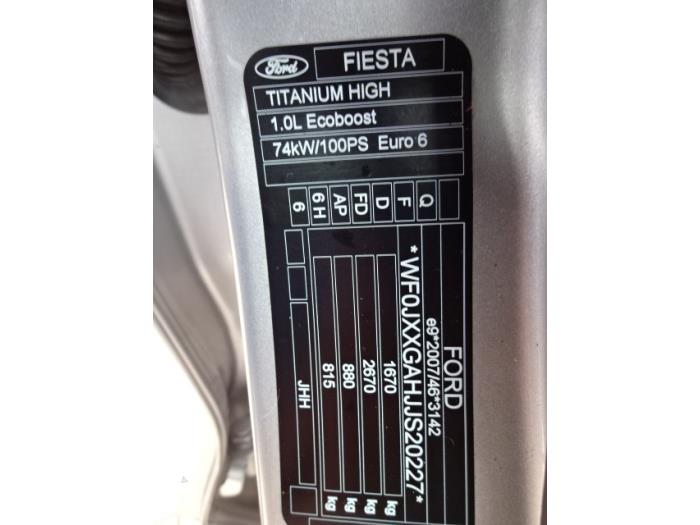 Ford FIESTA
TITANIUM HIGH
1.0L Ecoboost
74kW/100PS Euro 6
FORD
e9*2007/46*3142
*WF0JXXGAHJJS20227*
1670 kg
2670 kg
880 kg
815 kg
JHH
Q
F
D
FD
AP
6 H
6